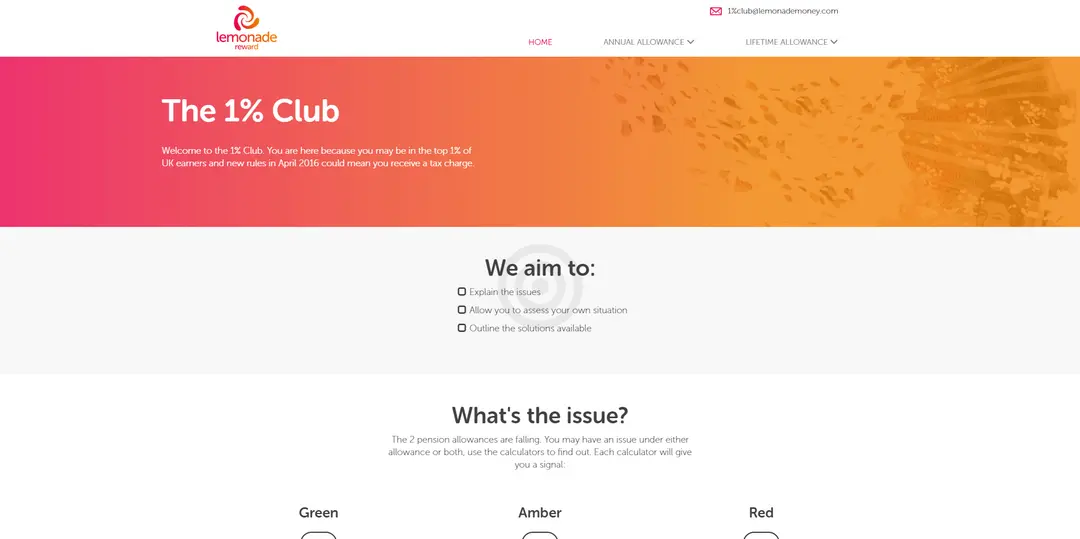 1%club@lemonademoney.com
lemonade
reward
HOME
ANNUAL ALLOWANCE
LIFETIME ALLOWANCE
The 1% Club
Welcome to the 1% Club. You are here because you may be in the top 1% of
UK earners and new rules in April 2016 could mean you receive a tax charge.
We aim to:
Explain the issues
Allow you to assess your own situation
Outline the solutions available
What's the issue?
The 2 pension allowances are falling. You may have an issue under either
allowance or both, use the calculators to find out. Each calculator will give
you a signal:
Green
Amber
Red